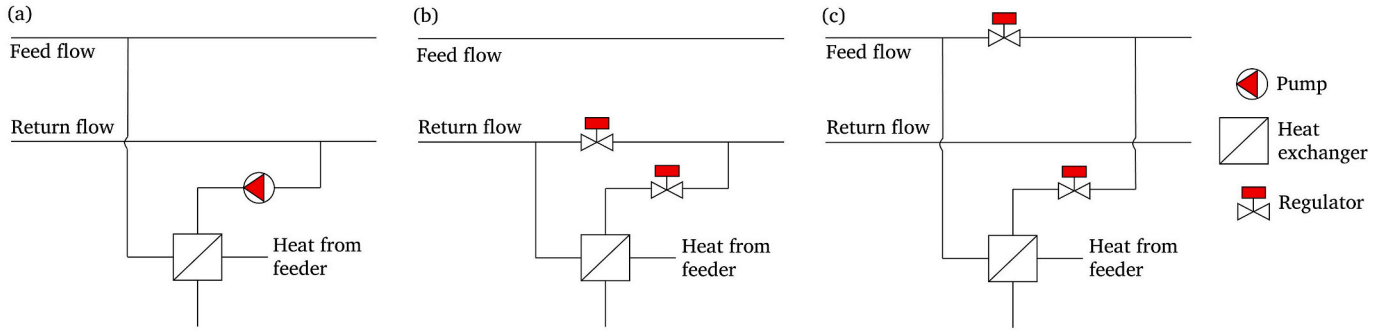 (a)
Feed flow
Return flow
Heat from
feeder
(b)
Feed flow
Return flow
Heat from
feeder
(c)
Feed flow
Return flow
Heat from
feeder
Pump
Heat
exchanger
Regulator